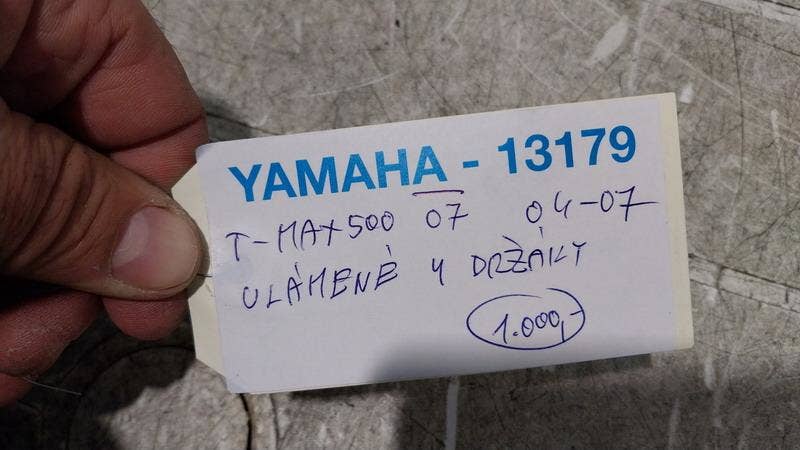 YAMAHA - 13179
T-MAX500 07 04-07
ULÁMENÉ 4 DRŽÁKY
1.000,-